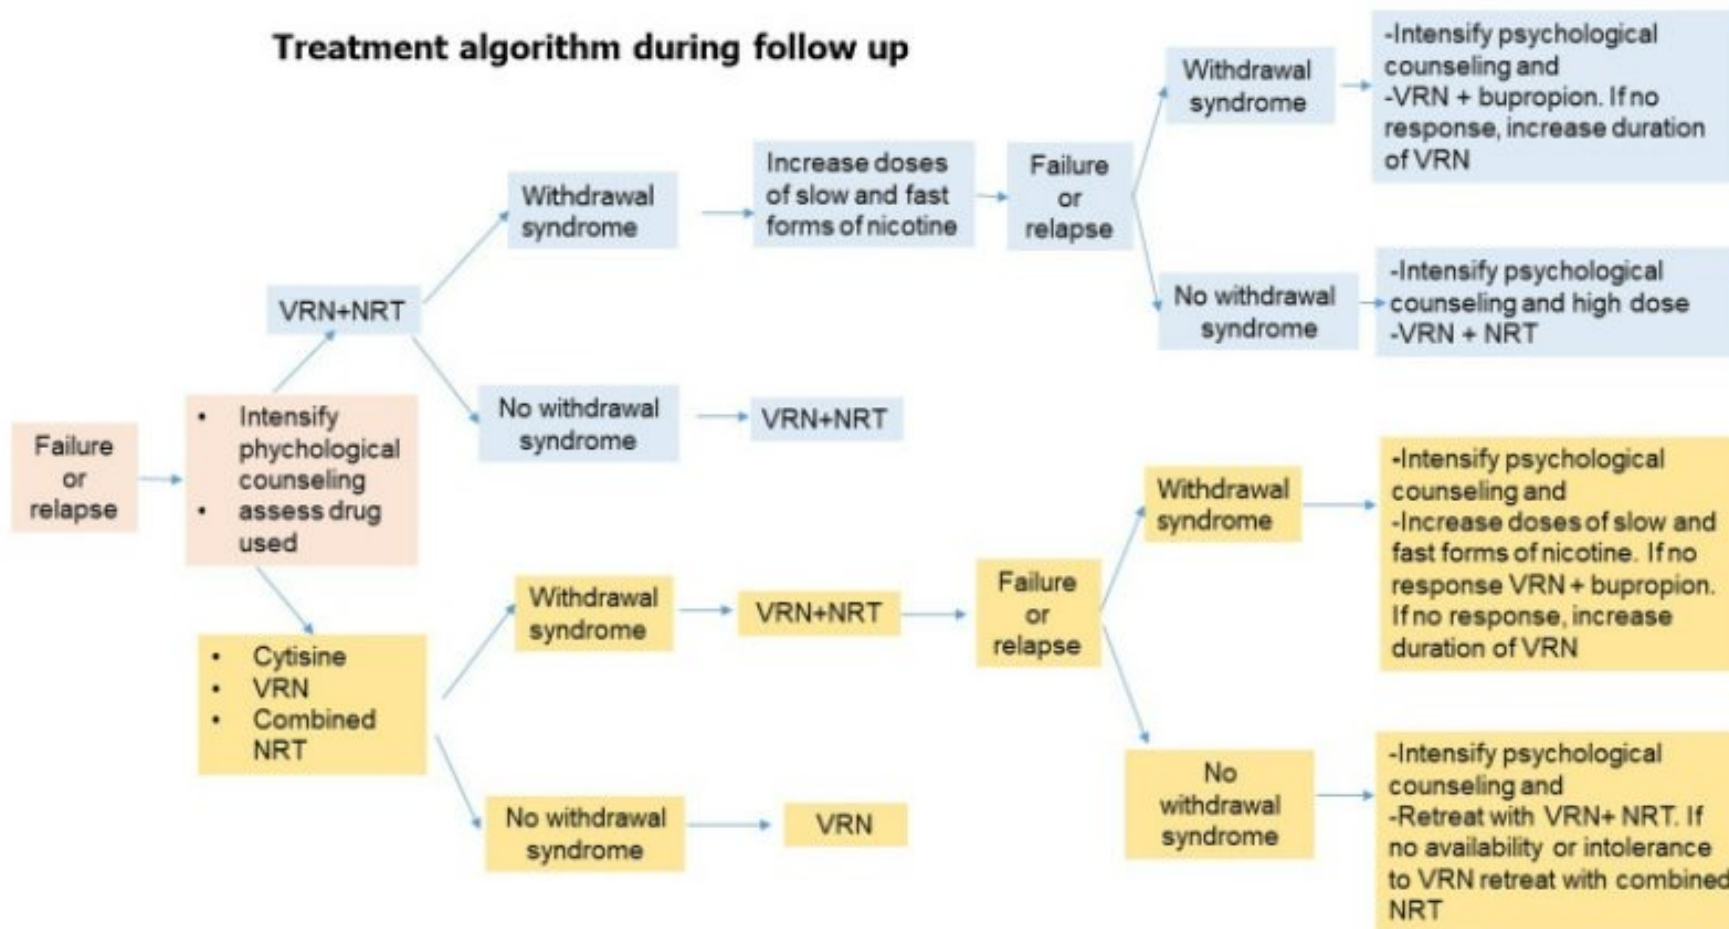 Treatment algorithm during follow up
Failure
or
relapse
• Intensify
phychological
counseling
• assess drug
used
VRN+NRT
Withdrawal
syndrome
Increase doses
of slow and fast
forms of nicotine
Failure
or
relapse
Withdrawal
syndrome
-Intensify psychological
counseling and
-VRN + bupropion. If no
response, increase duration
of VRN
No withdrawal
syndrome
-Intensify psychological
counseling and high dose
-VRN + NRT
No withdrawal
syndrome
VRN+NRT
• Cytisine
• VRN
• Combined
NRT
Withdrawal
syndrome
VRN+NRT
Failure
or
relapse
Withdrawal
syndrome
-Intensify psychological
counseling and
-Increase doses of slow and
fast forms of nicotine. If no
response VRN + bupropion.
If no response, increase
duration of VRN
No
withdrawal
syndrome
-Intensify psychological
counseling and
-Retreat with VRN+ NRT. If
no availability or intolerance
to VRN retreat with combined
NRT
No withdrawal
syndrome
VRN